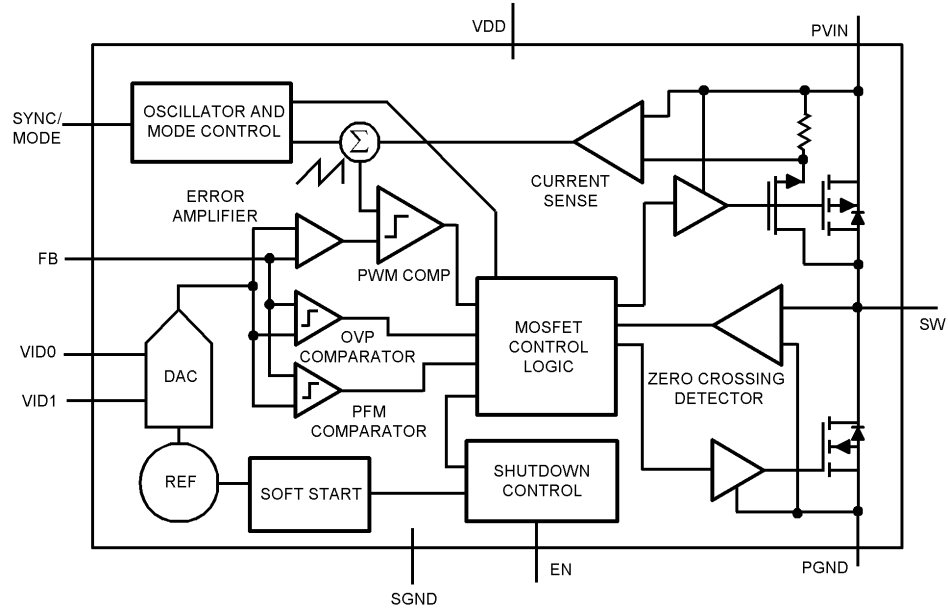 VDD
PVIN
SYNC/
MODE
OSCILLATOR AND
MODE CONTROL
Σ
CURRENT
SENSE
ERROR
AMPLIFIER
FB
PWM COMP
MOSFET
CONTROL
LOGIC
SW
OVP
COMPARATOR
VID0
VID1
DAC
ZERO CROSSING
DETECTOR
PFM
COMPARATOR
REF
SOFT START
SHUTDOWN
CONTROL
SGND
EN
PGND